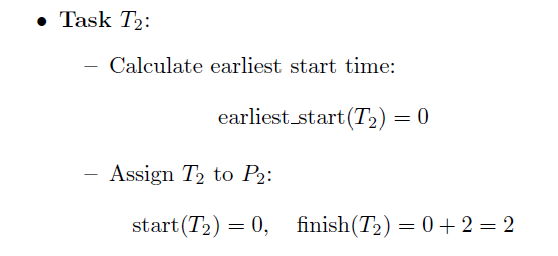 • Task T₂:
– Calculate earliest start time:
earliest_start(T₂) = 0
– Assign T₂ to P₂:
start(T₂) = 0, finish(T₂) = 0 + 2 = 2